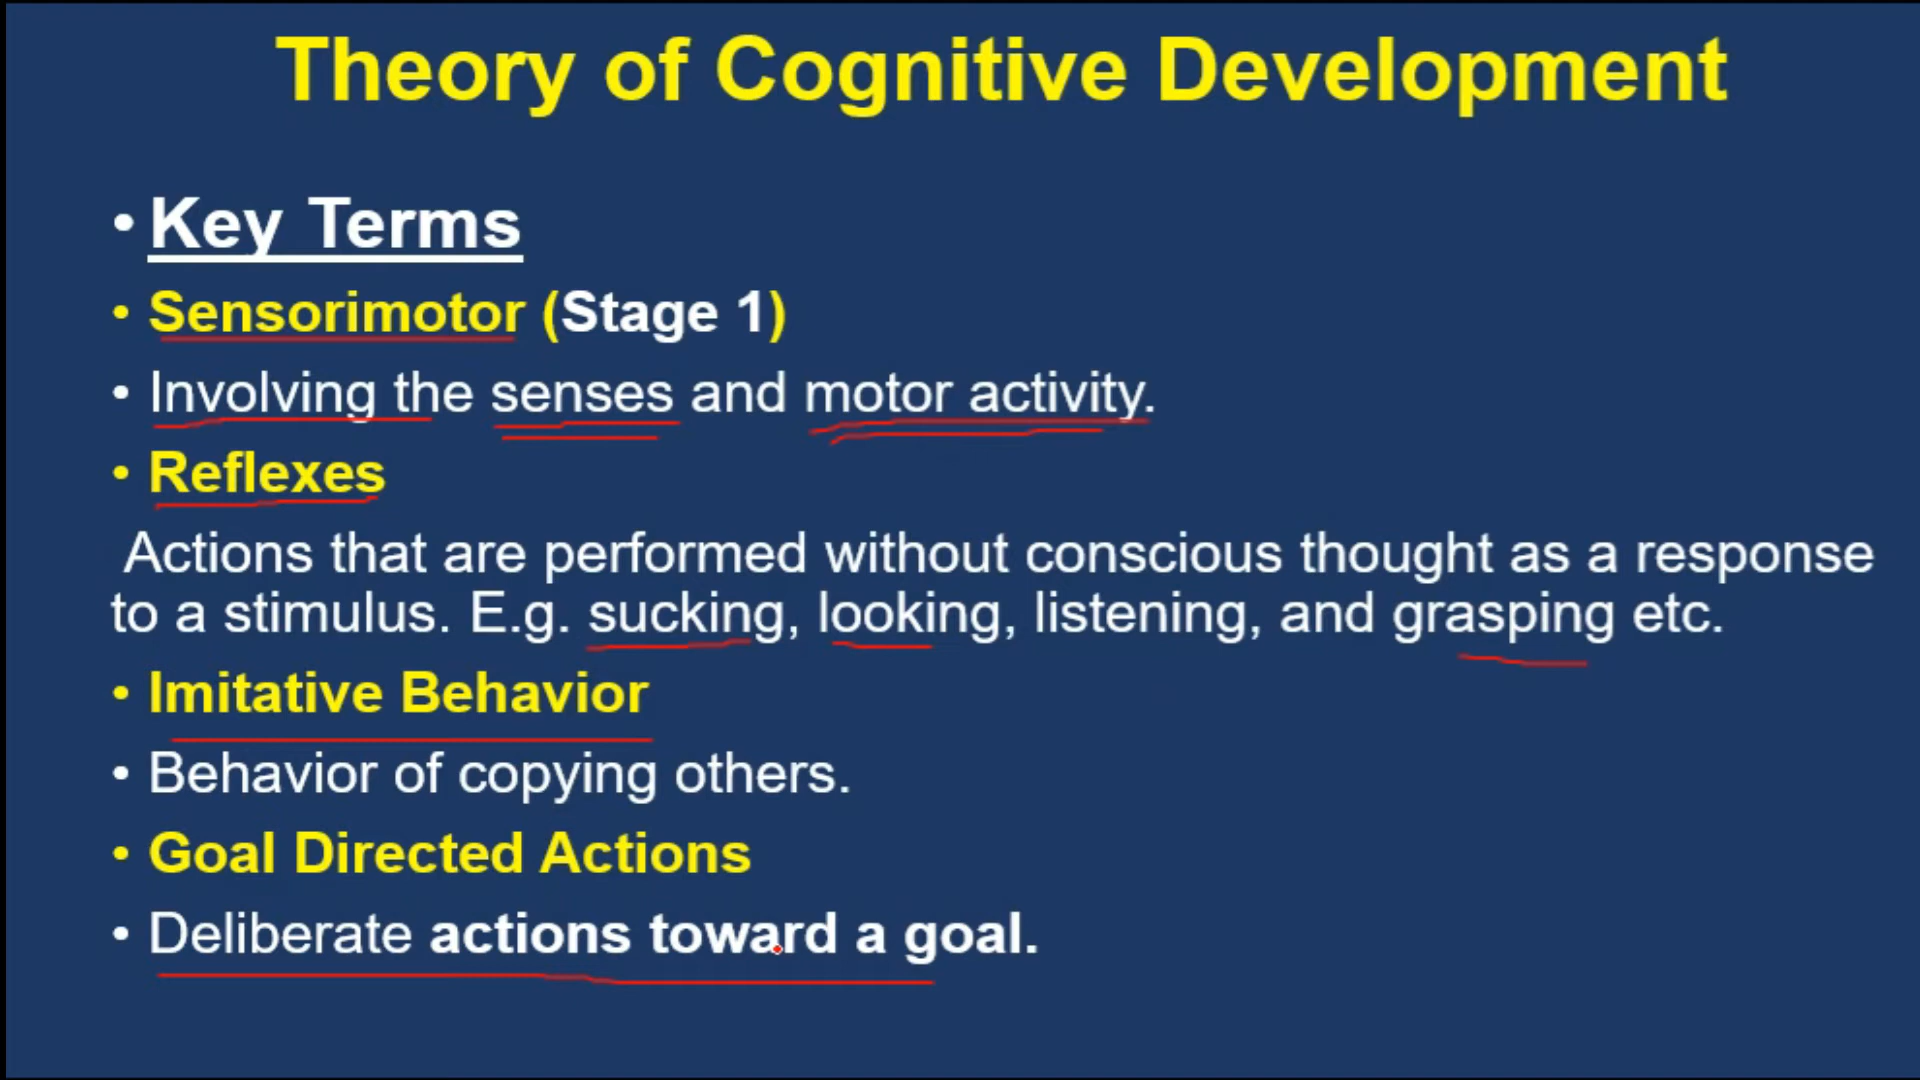 Theory of Cognitive Development
• Key Terms
• Sensorimotor (Stage 1)
• Involving the senses and motor activity.
• Reflexes
Actions that are performed without conscious thought as a response
to a stimulus. E.g. sucking, looking, listening, and grasping etc.
• Imitative Behavior
• Behavior of copying others.
• Goal Directed Actions
• Deliberate actions toward a goal.